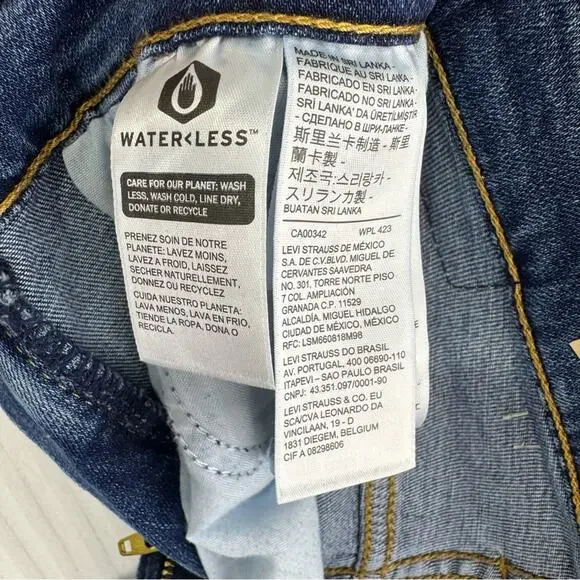 WATER<LESS™
CARE FOR OUR PLANET: WASH
LESS, WASH COLD, LINE DRY,
DONATE OR RECYCLE
PRENEZ SOIN DE NOTRE
PLANETE: LAVEZ MOINS,
LAVEZ A FROID, LAISSEZ
SECHER NATURELLEMENT,
DONNEZ OU RECYCLEZ
CUIDA NUESTRO PLANETA:
LAVA MENOS, LAVA EN FRIO,
TIENDE LA ROPA, DONA O
RECICLA.
MADE IN SRI LANKA -
FABRIQUE AU SRI LANKA -
FABRICADO EN SRI LANKA -
FABRICADO NO SRI LANKA -
SRİ LANKA' DA ÜRETİLMİŞTİR
- СДЕЛАНО В ШРИ-ЛАНКЕ -
斯里兰卡制造 - 斯里
蘭卡製 -
제조국:스리랑카 -
スリランカ製 -
BUATAN SRI LANKA
CA00342 WPL 423
LEVI STRAUSS DE MÉXICO
S.A. DE C.V.BLVD. MIGUEL DE
CERVANTES SAAVEDRA
NO. 301, TORRE NORTE PISO
7 COL. AMPLIACIÓN
GRANADA C.P. 11529
ALCALDÍA. MIGUEL HIDALGO
CIUDAD DE MÉXICO, MÉXICO
RFC: LSM660818M98
LEVI STRAUSS DO BRASIL
AV. PORTUGAL, 400 06690-110
ITAPEVI – SAO PAULO BRASIL
CNPJ: 43.351.097/0001-90
LEVI STRAUSS & CO. EU
SCA/CVA LEONARDO DA
VINCILAAN, 19 - D
1831 DIEGEM, BELGIUM
CIF A 08298606